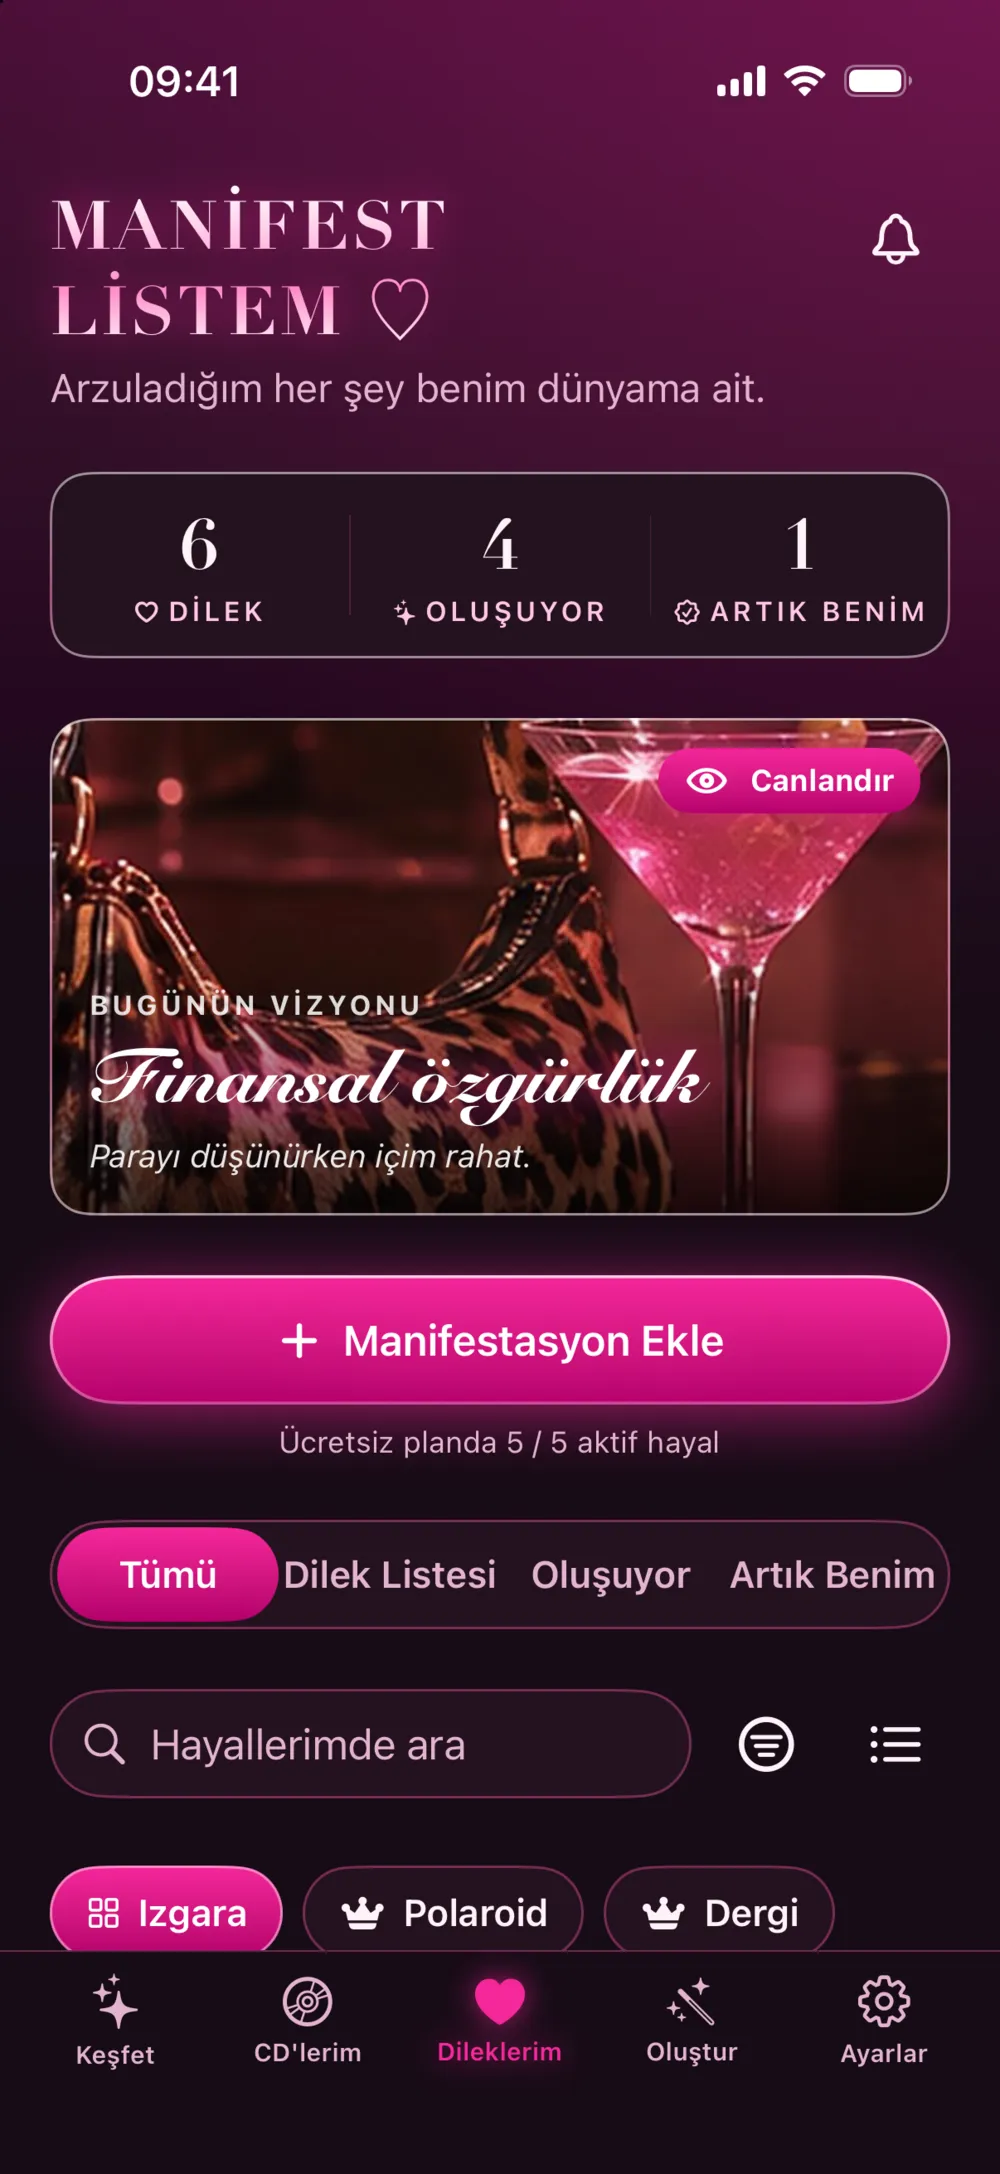 09:41
MANİFEST
LİSTEM ♡
Arzuladığım her şey benim dünyama ait.
6
DİLEK
4
OLUŞUYOR
1
ARTIK BENİM
Canlandır
BUGÜNÜN VİZYONU
Finansal özgürlük
Parayı düşünürken içim rahat.
+ Manifestasyon Ekle
Ücretsiz planda 5 / 5 aktif hayal
Tümü Dilek Listesi Oluşuyor Artık Benim
Hayallerimde ara
Izgara Polaroid Dergi
Keşfet CD'lerim Dileklerim Oluştur Ayarlar